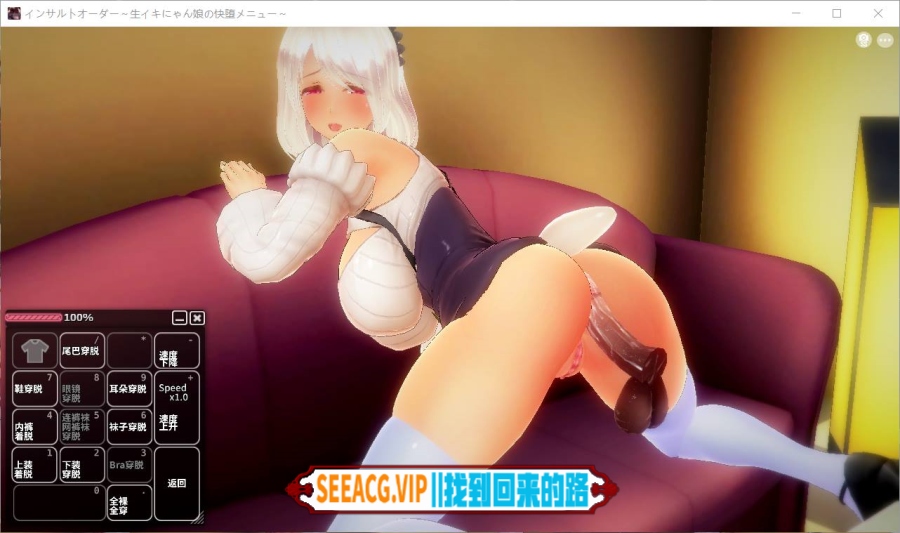 インサルトオーダー~生イキにゃん娘の快堕メニュー~
100%
尾巴穿脱
/
*
-
速度
下降
鞋穿脱
7
眼镜
穿脱
8
耳朵穿脱
9
+
Speed
x1.0
速度
上升
内裤
着脱
4
连裤袜
网裤袜
穿脱
5
袜子穿脱
6
上装
着脱
1
下装
穿脱
2
Bra穿脱
3
返回
0
全裸
全穿
.
SEEACG.VIP||找到回来的路